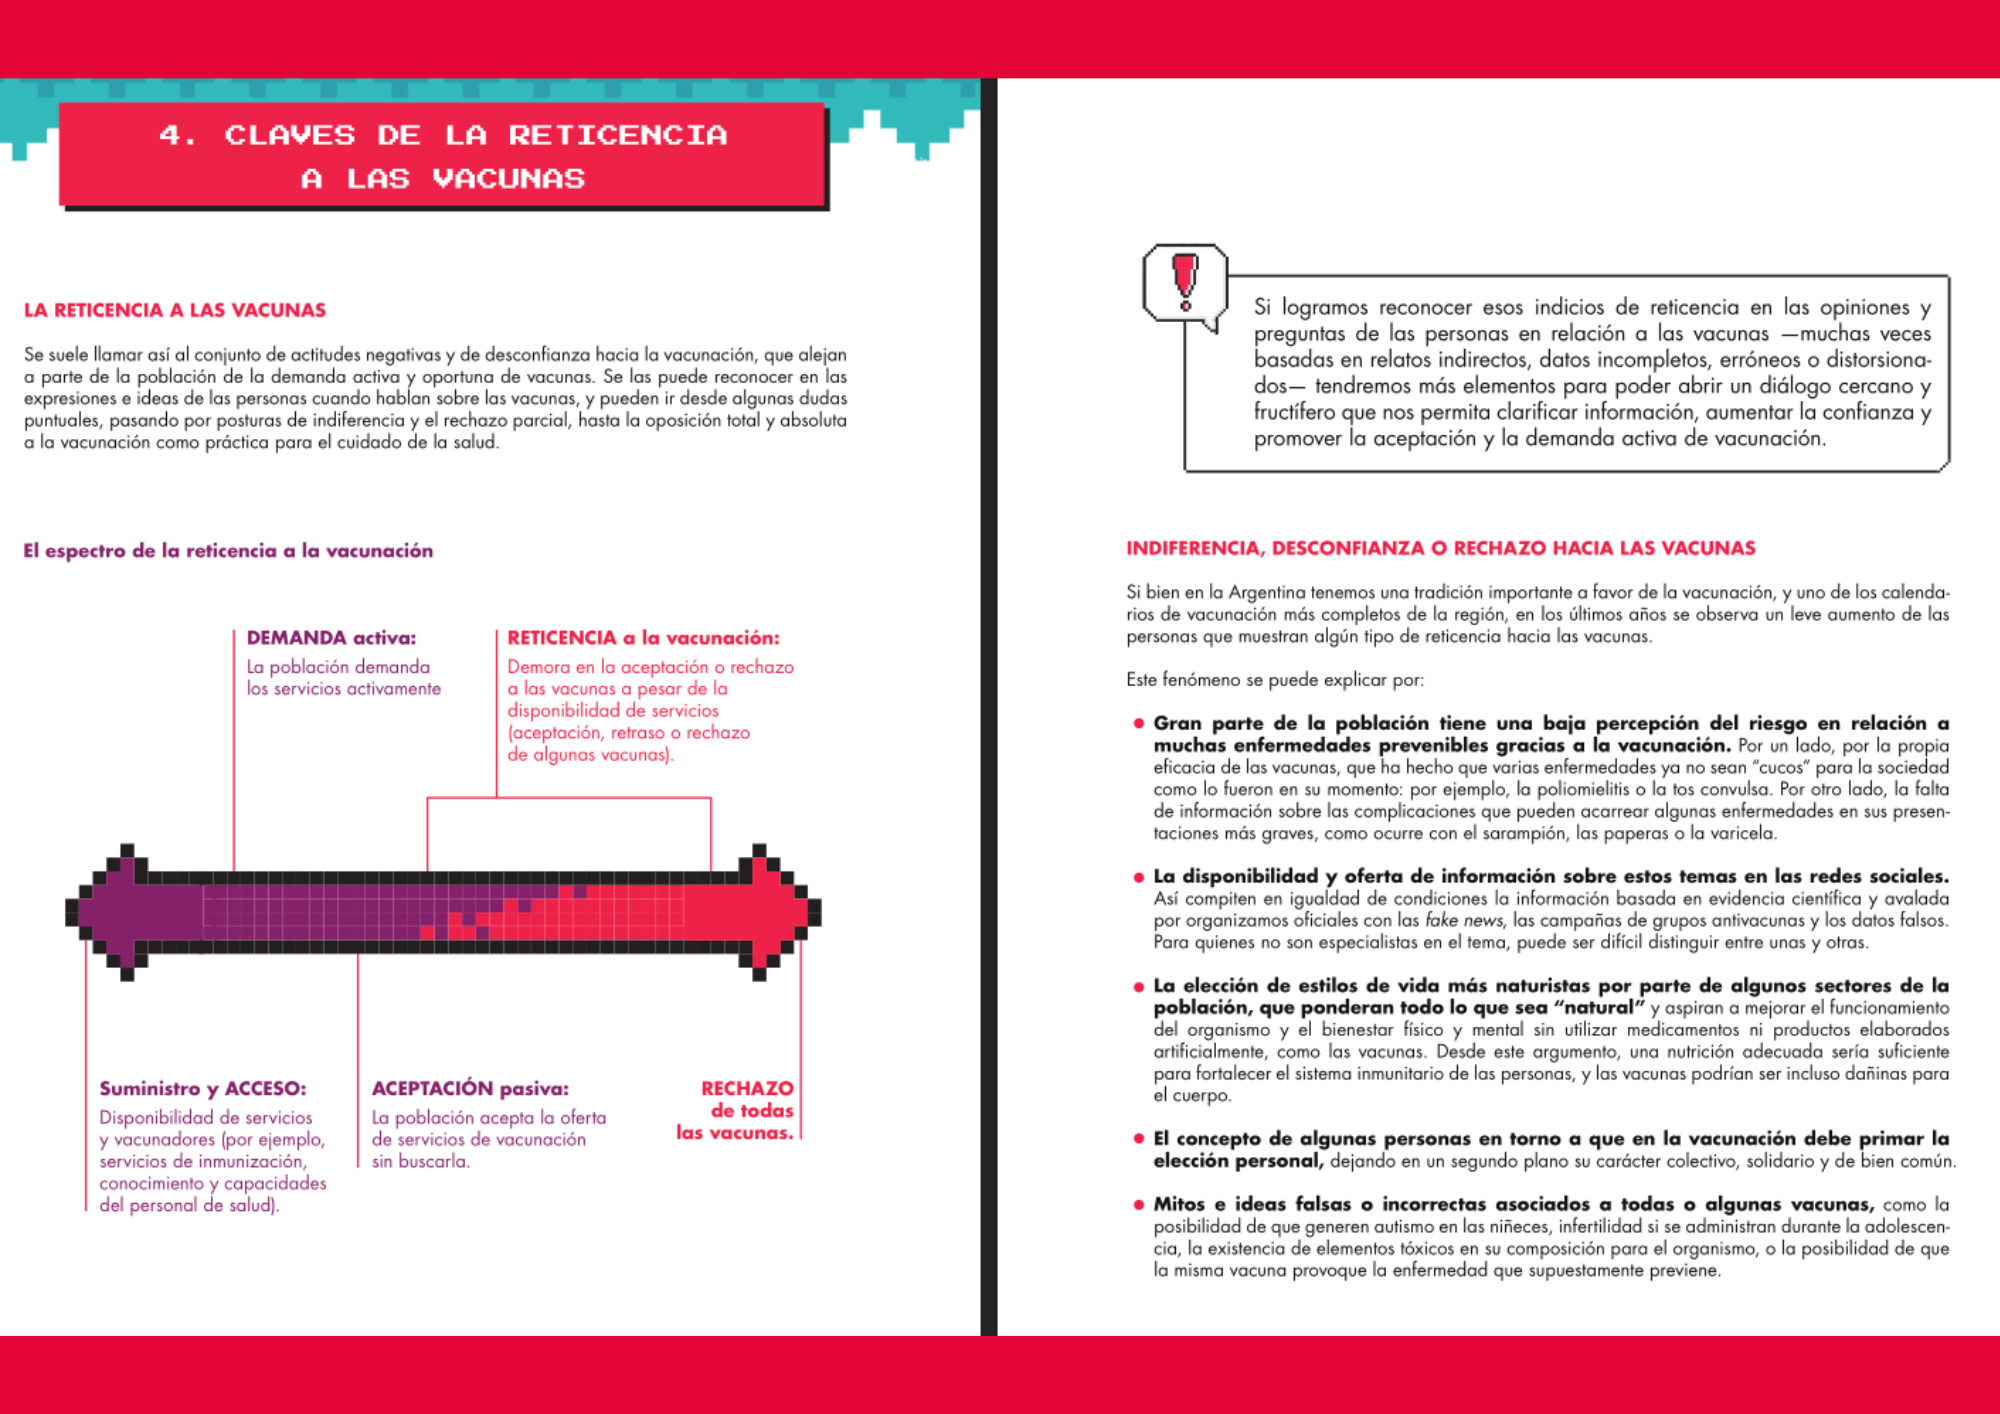 4. CLAVES DE LA RETICENCIA
A LAS VACUNAS
LA RETICENCIA A LAS VACUNAS
Se suele llamar así al conjunto de actitudes negativas y de desconfianza hacia la vacunación, que alejan
a parte de la población de la demanda activa y oportuna de vacunas. Se las puede reconocer en las
expresiones e ideas de las personas cuando hablan sobre las vacunas, y pueden ir desde algunas dudas
puntuales, pasando por posturas de indiferencia y el rechazo parcial, hasta la oposición total y absoluta
a la vacunación como práctica para el cuidado de la salud.
El espectro de la reticencia a la vacunación
DEMANDA activa:
La población demanda
los servicios activamente
RETICENCIA a la vacunación:
Demora en la aceptación o rechazo
a las vacunas a pesar de la
disponibilidad de servicios
(aceptación, retraso o rechazo
de algunas vacunas).
Suministro y ACCESO:
Disponibilidad de servicios
y vacunadores (por ejemplo,
servicios de inmunización,
conocimiento y capacidades
del personal de salud).
ACEPTACIÓN pasiva:
La población acepta la oferta
de servicios de vacunación
sin buscarla.
RECHAZO
de todas
las vacunas.
Si logramos reconocer esos indicios de reticencia en las opiniones y
preguntas de las personas en relación a las vacunas —muchas veces
basadas en relatos indirectos, datos incompletos, erróneos o distorsiona-
dos— tendremos más elementos para poder abrir un diálogo cercano y
fructífero que nos permita clarificar información, aumentar la confianza y
promover la aceptación y la demanda activa de vacunación.
INDIFERENCIA, DESCONFIANZA O RECHAZO HACIA LAS VACUNAS
Si bien en la Argentina tenemos una tradición importante a favor de la vacunación, y uno de los calenda-
rios de vacunación más completos de la región, en los últimos años se observa un leve aumento de las
personas que muestran algún tipo de reticencia hacia las vacunas.
Este fenómeno se puede explicar por:
● Gran parte de la población tiene una baja percepción del riesgo en relación a
muchas enfermedades prevenibles gracias a la vacunación. Por un lado, por la propia
eficacia de las vacunas, que ha hecho que varias enfermedades ya no sean “cucos” para la sociedad
como lo fueron en su momento: por ejemplo, la poliomielitis o la tos convulsa. Por otro lado, la falta
de información sobre las complicaciones que pueden acarrear algunas enfermedades en sus presen-
taciones más graves, como ocurre con el sarampión, las paperas o la varicela.
● La disponibilidad y oferta de información sobre estos temas en las redes sociales.
Así compiten en igualdad de condiciones la información basada en evidencia científica y avalada
por organizamos oficiales con las fake news, las campañas de grupos antivacunas y los datos falsos.
Para quienes no son especialistas en el tema, puede ser difícil distinguir entre unas y otras.
● La elección de estilos de vida más naturistas por parte de algunos sectores de la
población, que ponderan todo lo que sea “natural” y aspiran a mejorar el funcionamiento
del organismo y el bienestar físico y mental sin utilizar medicamentos ni productos elaborados
artificialmente, como las vacunas. Desde este argumento, una nutrición adecuada sería suficiente
para fortalecer el sistema inmunitario de las personas, y las vacunas podrían ser incluso dañinas para
el cuerpo.
● El concepto de algunas personas en torno a que en la vacunación debe primar la
elección personal, dejando en un segundo plano su carácter colectivo, solidario y de bien común.
● Mitos e ideas falsas o incorrectas asociados a todas o algunas vacunas, como la
posibilidad de que generen autismo en las niñeces, infertilidad si se administran durante la adolescen-
cia, la existencia de elementos tóxicos en su composición para el organismo, o la posibilidad de que
la misma vacuna provoque la enfermedad que supuestamente previene.